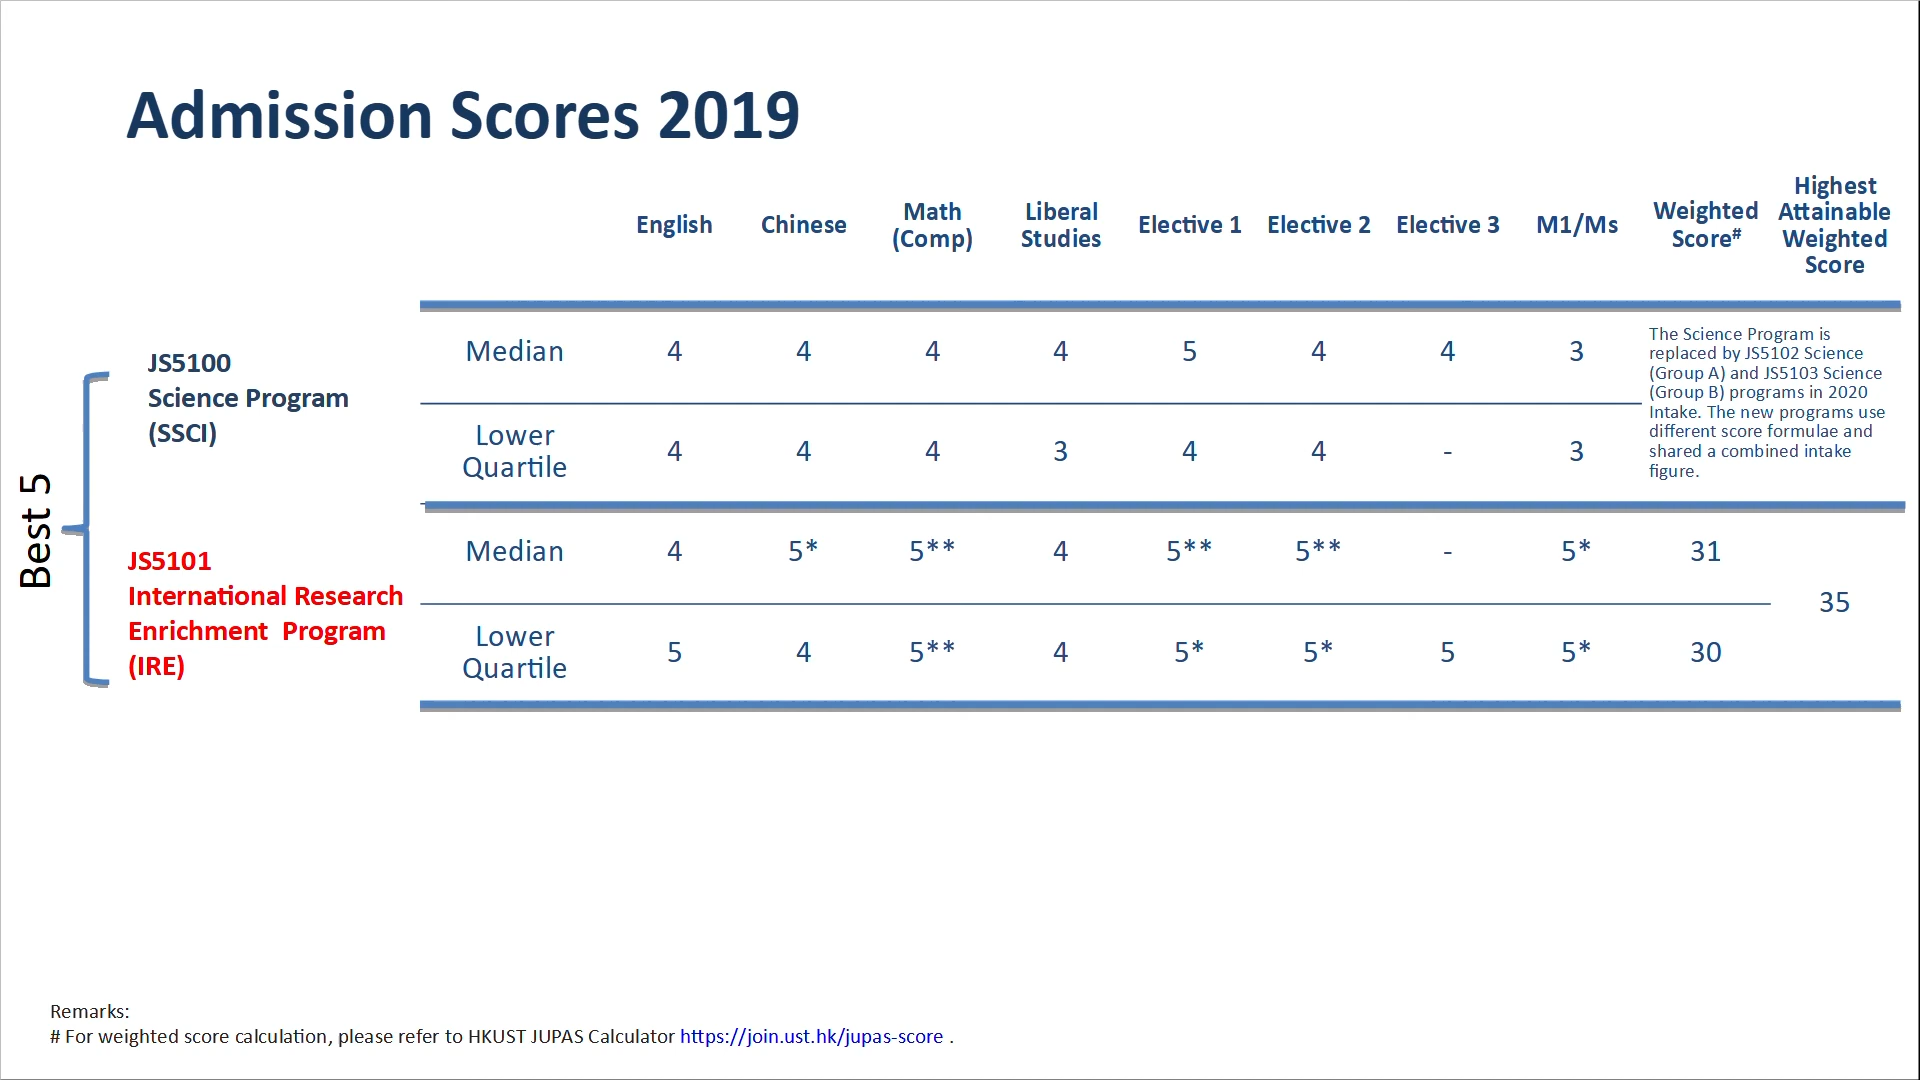 Admission Scores 2019
English Chinese Math (Comp) Liberal Studies Elective 1 Elective 2 Elective 3 M1/Ms Weighted Score# Highest Attainable Weighted Score
Best 5
JS5100
Science Program
(SSCI)
Median 4 4 4 4 5 4 4 3
Lower Quartile 4 4 4 3 4 4 - 3
The Science Program is
replaced by JS5102 Science
(Group A) and JS5103 Science
(Group B) programs in 2020
Intake. The new programs use
different score formulae and
shared a combined intake
figure.
JS5101
International Research
Enrichment  Program
(IRE)
Median 4 5* 5** 4 5** 5** - 5* 31
35
Lower Quartile 5 4 5** 4 5* 5* 5 5* 30
Remarks:
# For weighted score calculation, please refer to HKUST JUPAS Calculator https://join.ust.hk/jupas-score .